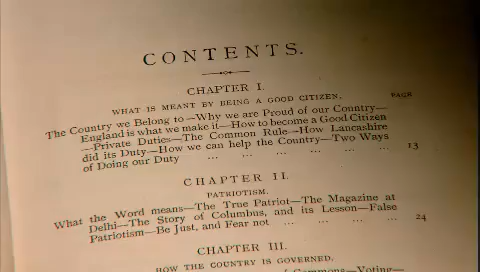 CONTENTS.
CHAPTER I.
WHAT IS MEANT BY BEING A GOOD CITIZEN.
PAGE
The Country we Belong to—Why we are Proud of our Country—
England is what we make it—How to become a Good Citizen
—Private Duties—The Common Rule—How Lancashire
did its Duty—How we can help the Country—Two Ways
of Doing our Duty ... ... ... ... ... 13
CHAPTER II.
PATRIOTISM.
What the Word means—The True Patriot—The Magazine at
Delhi—The Story of Columbus, and its Lesson—False
Patriotism—Be Just, and Fear not ... ... ... ... 24
CHAPTER III.
HOW THE COUNTRY IS GOVERNED.
Commons—Voting—